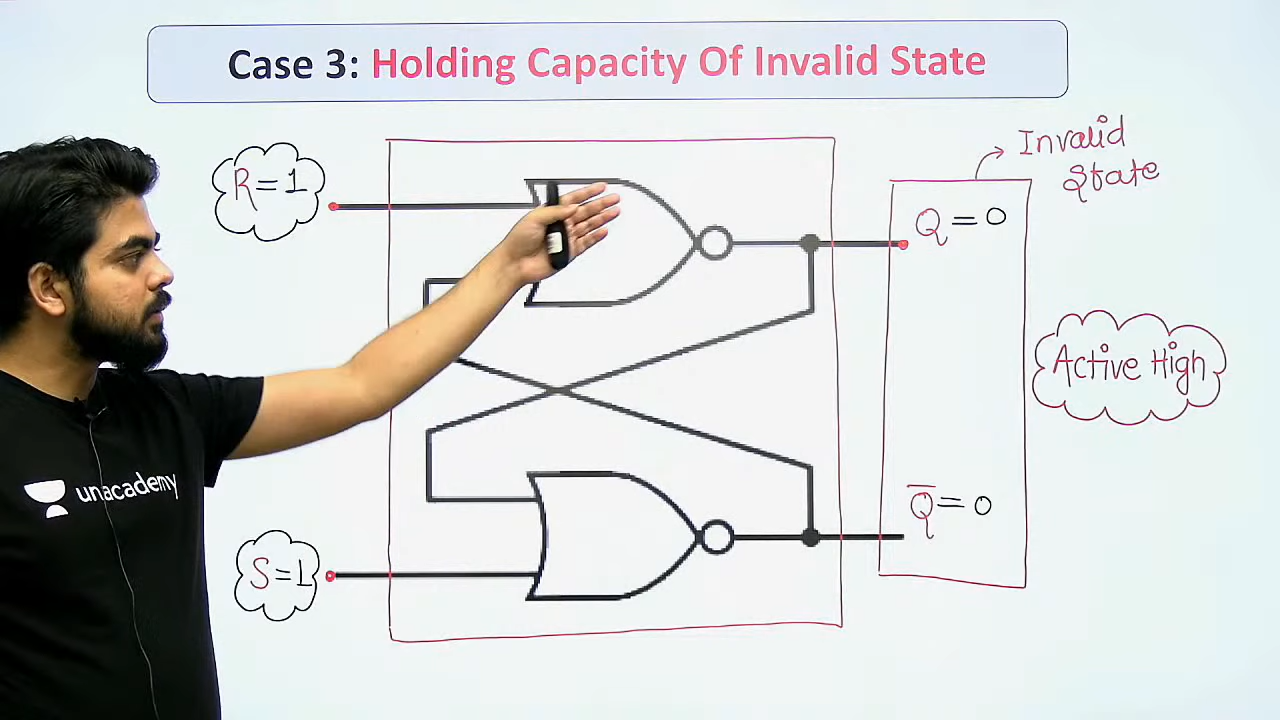 Case 3: Holding Capacity Of Invalid State
Invalid
State
R=1
Q=0
Active High
unacademy
Q̅=0
S=1